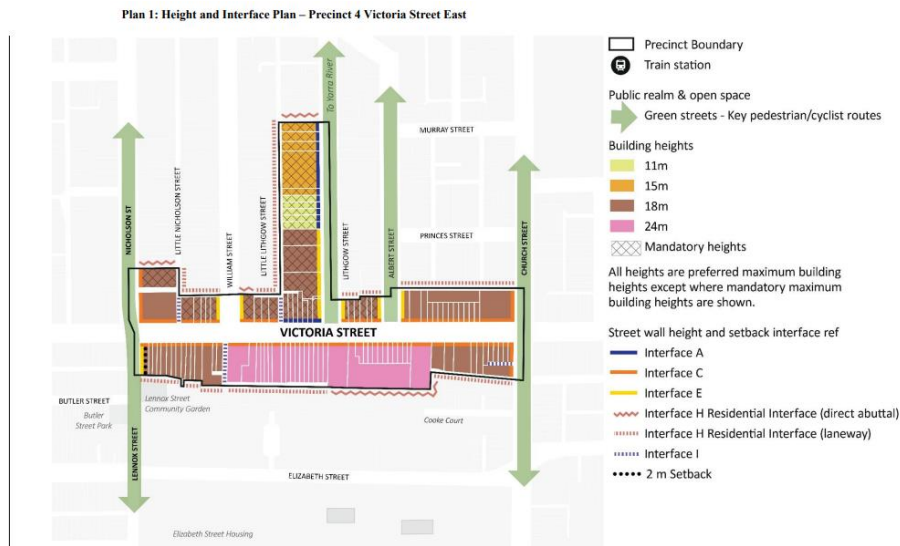 Plan 1: Height and Interface Plan – Precinct 4 Victoria Street East
To Yarra River
MURRAY STREET
NICHOLSON ST
LITTLE NICHOLSON STREET
WILLIAM STREET
LITTLE LITHGOW STREET
LITHGOW STREET
ALBERT STREET
PRINCES STREET
CHURCH STREET
VICTORIA STREET
BUTLER STREET
Butler
Street Park
Lennox Street
Community Garden
LENNOX STREET
Cooke Court
ELIZABETH STREET
Elizabeth Street Housing
Precinct Boundary
Train station
Public realm & open space
Green streets - Key pedestrian/cyclist routes
Building heights
11m
15m
18m
24m
Mandatory heights
All heights are preferred maximum building
heights except where mandatory maximum
building heights are shown.
Street wall height and setback interface ref
Interface A
Interface C
Interface E
Interface H Residential Interface (direct abuttal)
Interface H Residential Interface (laneway)
Interface I
2 m Setback